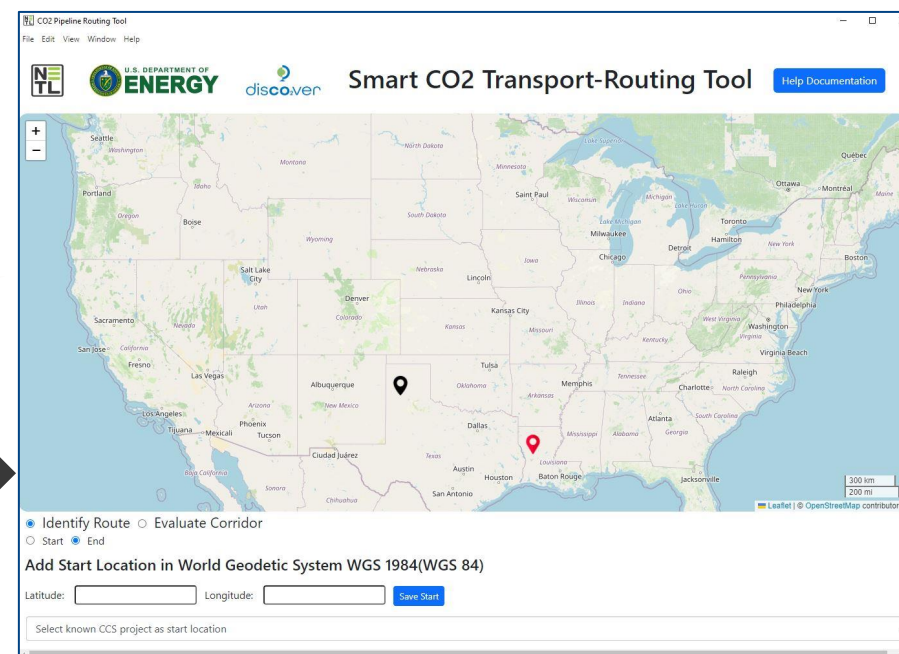 CO2 Pipeline Routing Tool
File Edit View Window Help
NETL
U.S. DEPARTMENT OF
ENERGY
discover
Smart CO2 Transport-Routing Tool
Help Documentation
+
−
Seattle
Washington
Montana
North Dakota
Minnesota
Lake Superior
Québec
Ottawa
Montréal
Maine
Portland
Idaho
Oregon
Boise
South Dakota
Saint Paul
Wisconsin
Michigan
Lake Huron
Toronto
Wyoming
Lake Michigan
Milwaukee
Hamilton
New York
Detroit
Boston
Iowa
Chicago
Salt Lake
City
Nebraska
Lincoln
Pennsylvania
New York
Utah
Denver
Illinois
Indiana
Ohio
Philadelphia
Sacramento
Nevada
Colorado
Kansas
Kansas City
Missouri
West Virginia
Washington
Virginia
San Jose
California
Kentucky
Virginia Beach
Fresno
Las Vegas
Tulsa
Raleigh
Albuquerque
Oklahoma
Memphis
Tennessee
Charlotte
North Carolina
Arkansas
Los Angeles
Arizona
New Mexico
Phoenix
Atlanta
South Carolina
Tijuana
Mexicali
Tucson
Dallas
Mississippi
Alabama
Georgia
Ciudad Juárez
Texas
Louisiana
Austin
Houston
Baton Rouge
Jacksonville
Baja California
Sonora
Chihuahua
San Antonio
300 km
200 mi
Leaflet | © OpenStreetMap contributor
Identify Route Evaluate Corridor
Start End
Add Start Location in World Geodetic System WGS 1984(WGS 84)
Latitude: Longitude: Save Start
Select known CCS project as start location